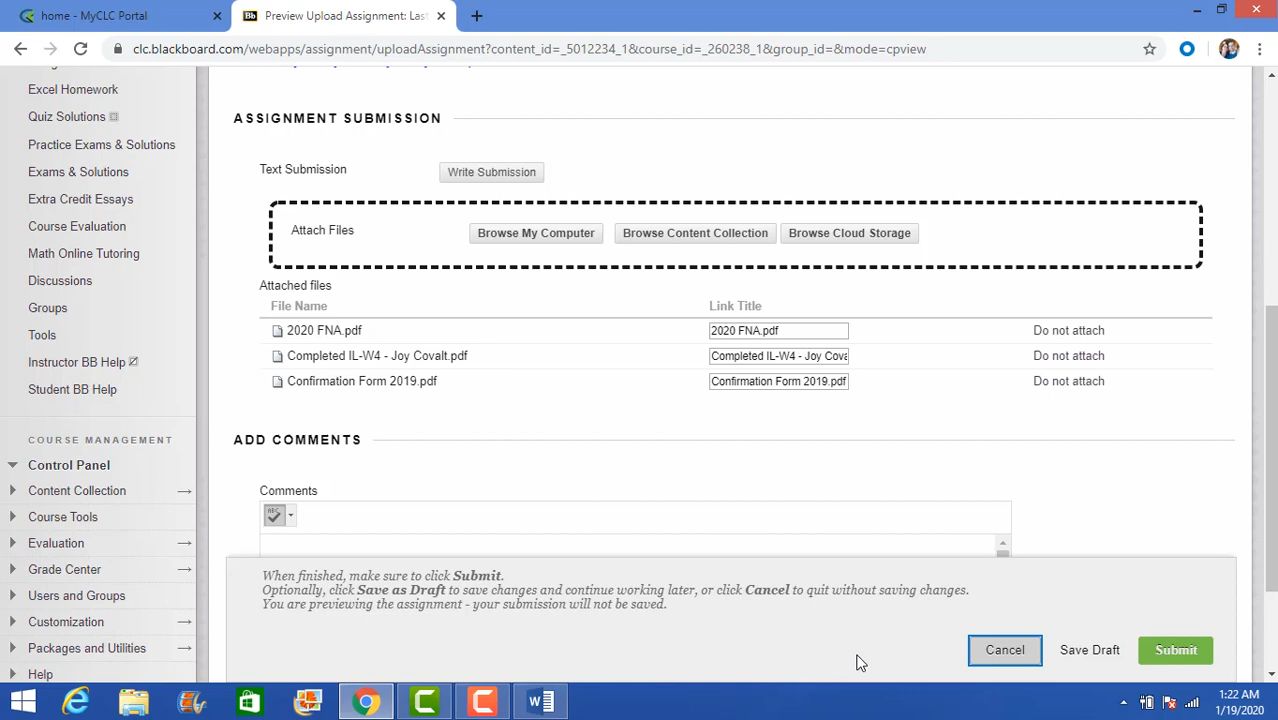 home - MyCLC Portal
Preview Upload Assignment: Last
clc.blackboard.com/webapps/assignment/uploadAssignment?content_id=_5012234_1&course_id=_260238_1&group_id=&mode=cpview
Excel Homework
Quiz Solutions
Practice Exams & Solutions
Exams & Solutions
Extra Credit Essays
Course Evaluation
Math Online Tutoring
Discussions
Groups
Tools
Instructor BB Help
Student BB Help
COURSE MANAGEMENT
Control Panel
Content Collection
Course Tools
Evaluation
Grade Center
Users and Groups
Customization
Packages and Utilities
Help
ASSIGNMENT SUBMISSION
Text Submission Write Submission
Attach Files Browse My Computer Browse Content Collection Browse Cloud Storage
Attached files
File Name Link Title
2020 FNA.pdf 2020 FNA.pdf Do not attach
Completed IL-W4 - Joy Covalt.pdf Completed IL-W4 - Joy Cova Do not attach
Confirmation Form 2019.pdf Confirmation Form 2019.pdf Do not attach
ADD COMMENTS
Comments
ABC
When finished, make sure to click Submit.
Optionally, click Save as Draft to save changes and continue working later, or click Cancel to quit without saving changes.
You are previewing the assignment - your submission will not be saved.
Cancel Save Draft Submit
1:22 AM
1/19/2020